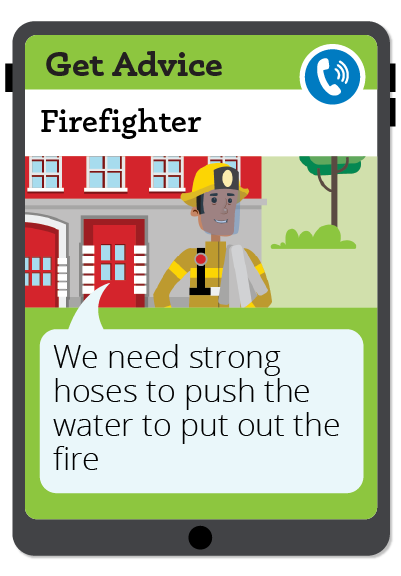 Get Advice
Firefighter
We need strong
hoses to push the
water to put out the
fire